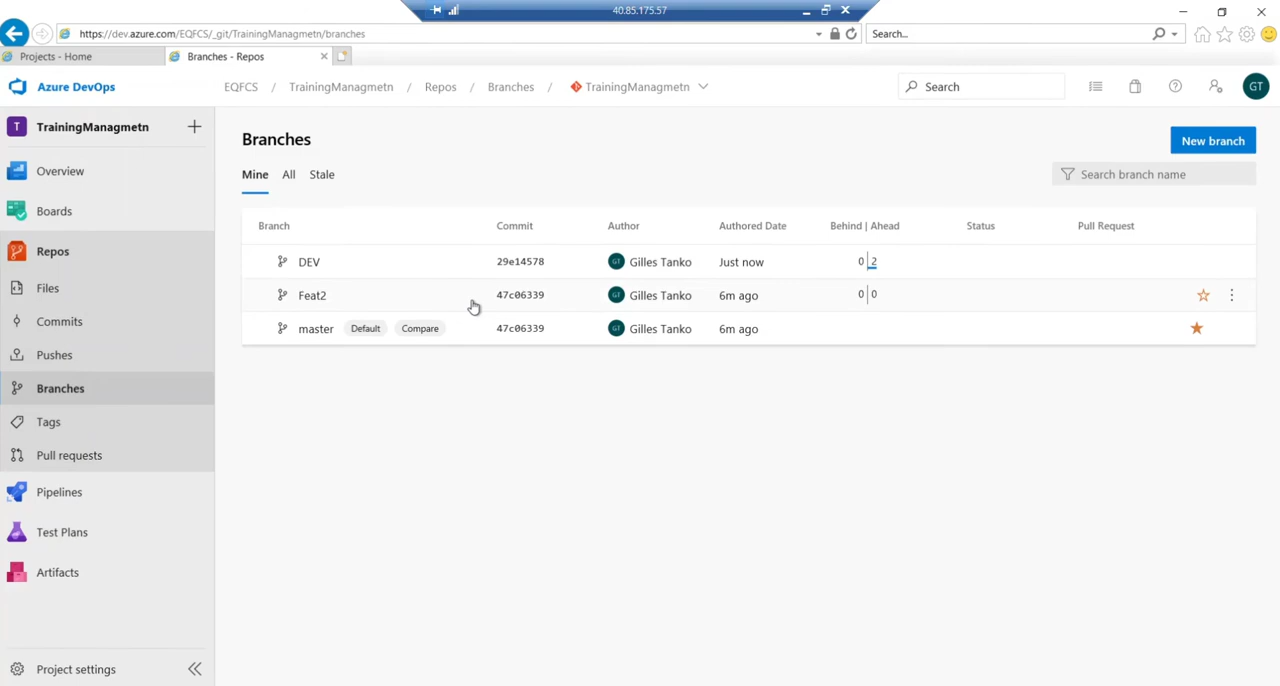 40.85.175.57
https://dev.azure.com/EQFCS/_git/TrainingManagmetn/branches
Search...
Projects - Home
Branches - Repos
Azure DevOps
EQFCS / TrainingManagmetn / Repos / Branches / TrainingManagmetn
Search
GT
T TrainingManagmetn
Overview
Boards
Repos
Files
Commits
Pushes
Branches
Tags
Pull requests
Pipelines
Test Plans
Artifacts
Project settings
Branches
New branch
Mine All Stale
Search branch name
Branch Commit Author Authored Date Behind | Ahead Status Pull Request
DEV 29e14578 GT Gilles Tanko Just now 0 | 2
Feat2 47c06339 GT Gilles Tanko 6m ago 0 | 0
master Default Compare 47c06339 GT Gilles Tanko 6m ago